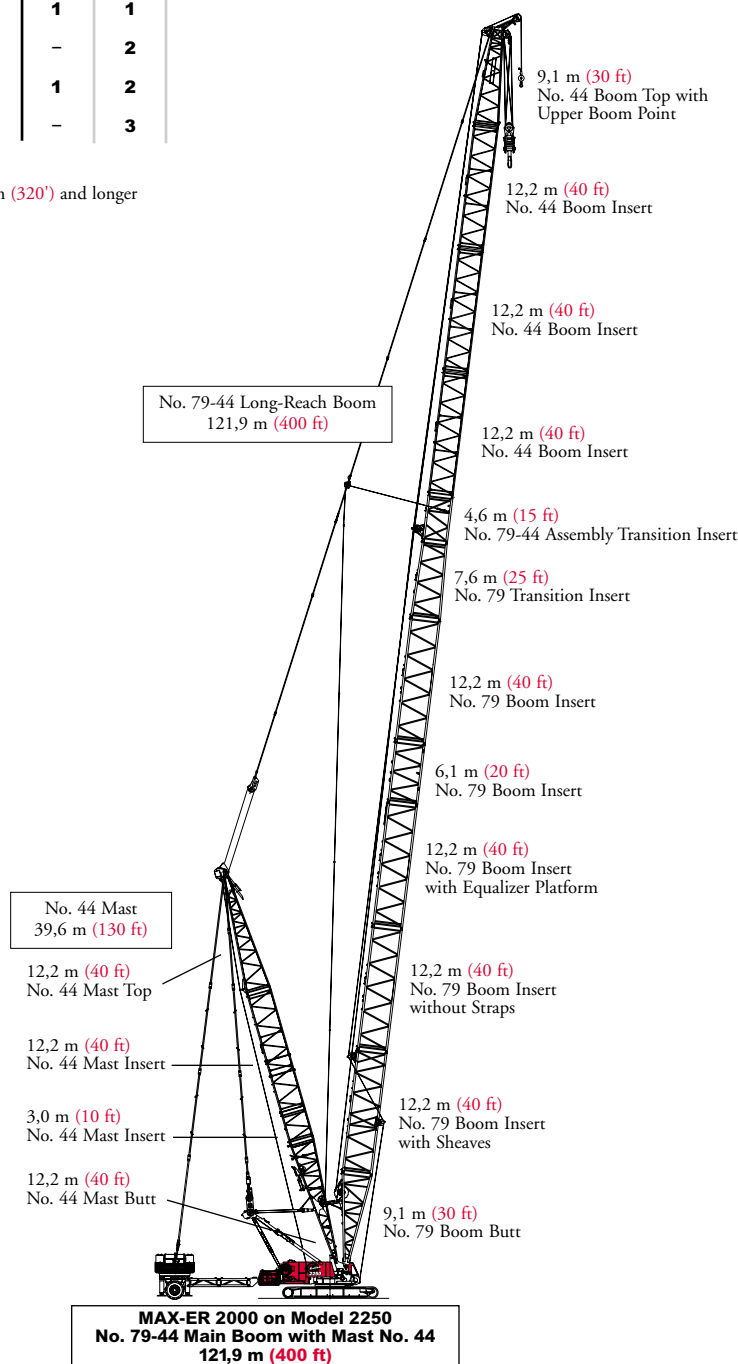 1 1
– 2
1 2
– 3
n (320') and longer
9,1 m (30 ft)
No. 44 Boom Top with
Upper Boom Point
12,2 m (40 ft)
No. 44 Boom Insert
12,2 m (40 ft)
No. 44 Boom Insert
No. 79-44 Long-Reach Boom
121,9 m (400 ft)
12,2 m (40 ft)
No. 44 Boom Insert
4,6 m (15 ft)
No. 79-44 Assembly Transition Insert
7,6 m (25 ft)
No. 79 Transition Insert
12,2 m (40 ft)
No. 79 Boom Insert
6,1 m (20 ft)
No. 79 Boom Insert
12,2 m (40 ft)
No. 79 Boom Insert
with Equalizer Platform
No. 44 Mast
39,6 m (130 ft)
12,2 m (40 ft)
No. 44 Mast Top
12,2 m (40 ft)
No. 79 Boom Insert
without Straps
12,2 m (40 ft)
No. 44 Mast Insert
3,0 m (10 ft)
No. 44 Mast Insert
12,2 m (40 ft)
No. 79 Boom Insert
with Sheaves
12,2 m (40 ft)
No. 44 Mast Butt
9,1 m (30 ft)
No. 79 Boom Butt
2250
MAX-ER 2000 on Model 2250
No. 79-44 Main Boom with Mast No. 44
121,9 m (400 ft)